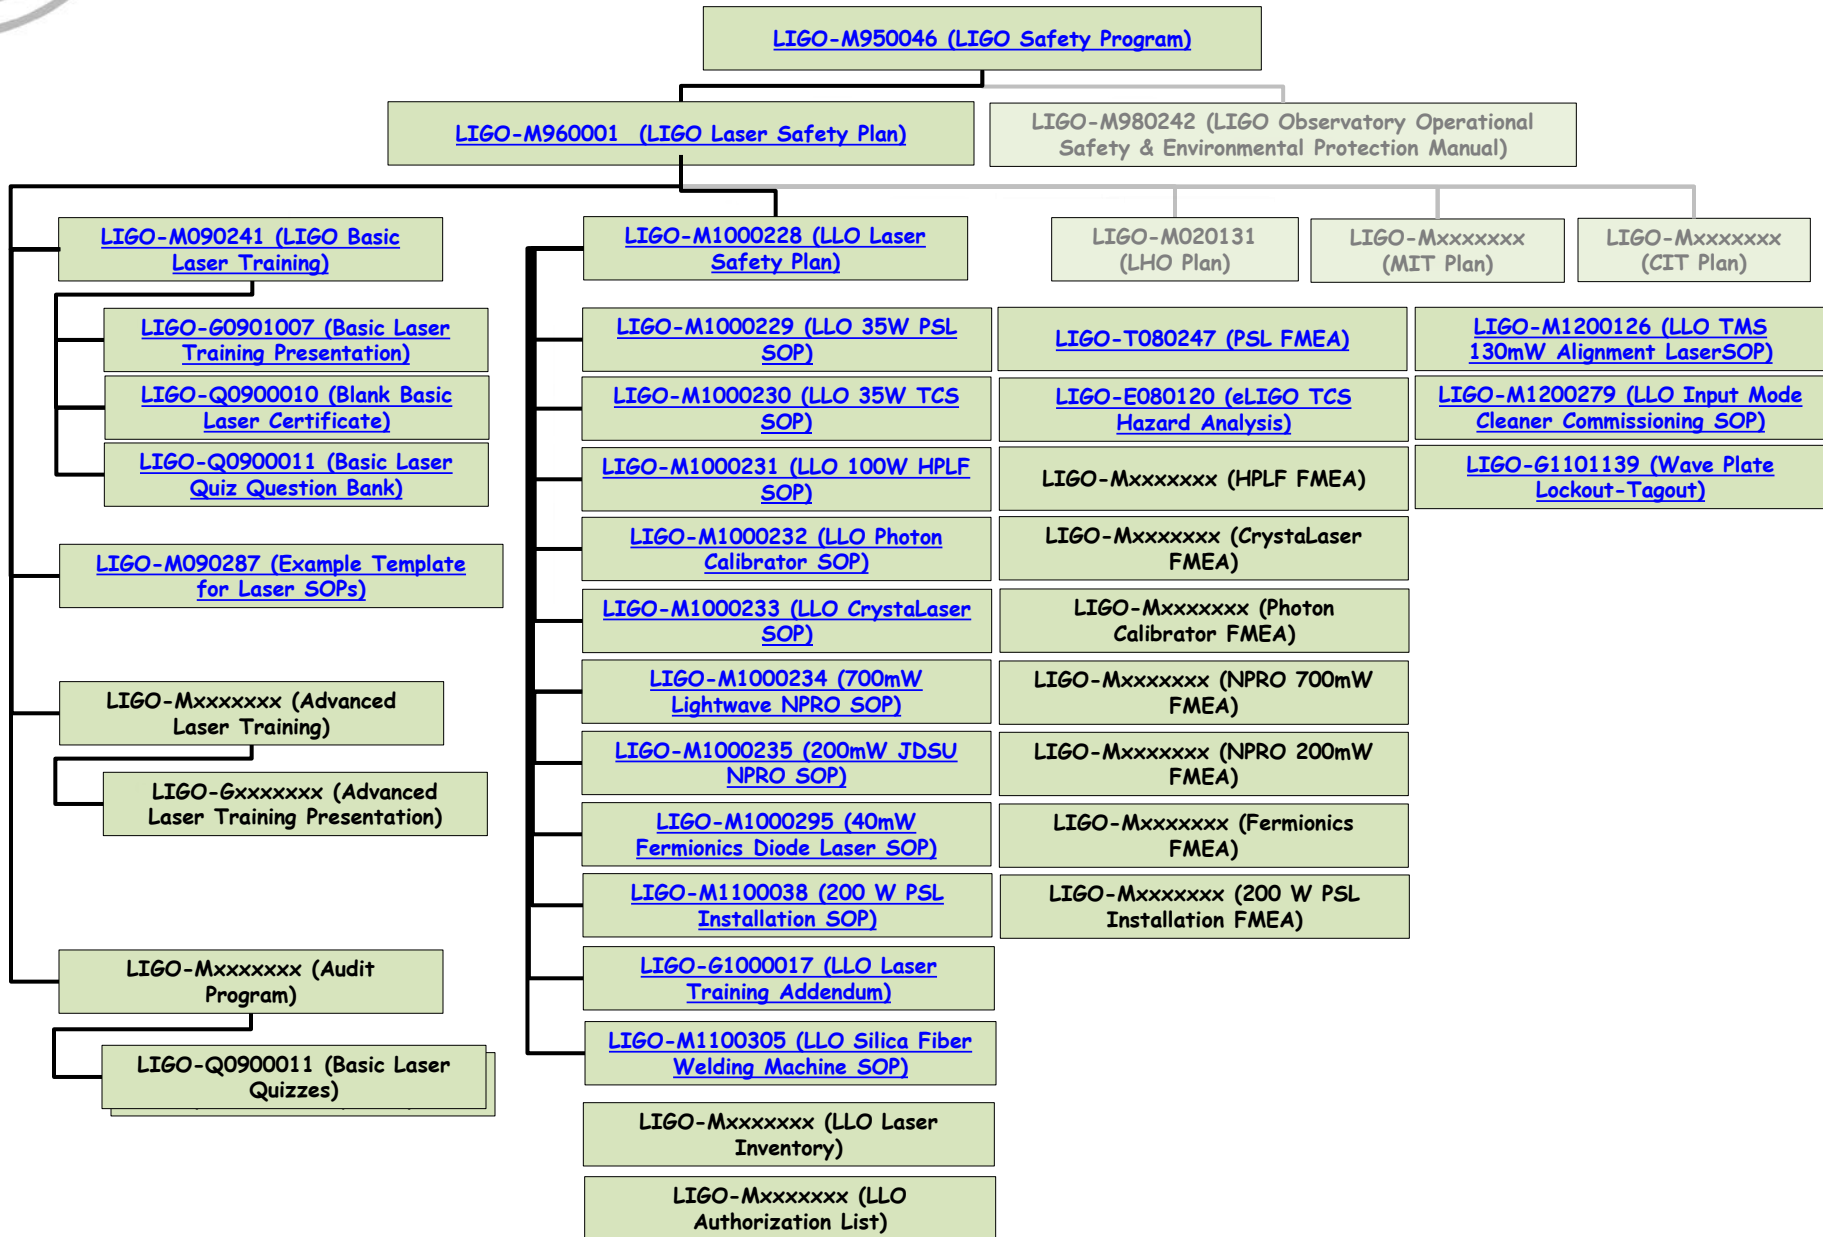 LIGO-M950046 (LIGO Safety Program)
LIGO-M960001 (LIGO Laser Safety Plan)
LIGO-M980242 (LIGO Observatory Operational
Safety & Environmental Protection Manual)
LIGO-M090241 (LIGO Basic
Laser Training)
LIGO-M1000228 (LLO Laser
Safety Plan)
LIGO-M020131
(LHO Plan)
LIGO-Mxxxxxxx
(MIT Plan)
LIGO-Mxxxxxxx
(CIT Plan)
LIGO-G0901007 (Basic Laser
Training Presentation)
LIGO-Q0900010 (Blank Basic
Laser Certificate)
LIGO-Q0900011 (Basic Laser
Quiz Question Bank)
LIGO-M090287 (Example Template
for Laser SOPs)
LIGO-Mxxxxxxx (Advanced
Laser Training)
LIGO-Gxxxxxxx (Advanced
Laser Training Presentation)
LIGO-Mxxxxxxx (Audit
Program)
LIGO-Q0900011 (Basic Laser
Quizzes)
LIGO-M1000229 (LLO 35W PSL
SOP)
LIGO-M1000230 (LLO 35W TCS
SOP)
LIGO-M1000231 (LLO 100W HPLF
SOP)
LIGO-M1000232 (LLO Photon
Calibrator SOP)
LIGO-M1000233 (LLO CrystaLaser
SOP)
LIGO-M1000234 (700mW
Lightwave NPRO SOP)
LIGO-M1000235 (200mW JDSU
NPRO SOP)
LIGO-M1000295 (40mW
Fermionics Diode Laser SOP)
LIGO-M1100038 (200 W PSL
Installation SOP)
LIGO-G1000017 (LLO Laser
Training Addendum)
LIGO-M1100305 (LLO Silica Fiber
Welding Machine SOP)
LIGO-Mxxxxxxx (LLO Laser
Inventory)
LIGO-Mxxxxxxx (LLO
Authorization List)
LIGO-T080247 (PSL FMEA)
LIGO-E080120 (eLIGO TCS
Hazard Analysis)
LIGO-Mxxxxxxx (HPLF FMEA)
LIGO-Mxxxxxxx (CrystaLaser
FMEA)
LIGO-Mxxxxxxx (Photon
Calibrator FMEA)
LIGO-Mxxxxxxx (NPRO 700mW
FMEA)
LIGO-Mxxxxxxx (NPRO 200mW
FMEA)
LIGO-Mxxxxxxx (Fermionics
FMEA)
LIGO-Mxxxxxxx (200 W PSL
Installation FMEA)
LIGO-M1200126 (LLO TMS
130mW Alignment LaserSOP)
LIGO-M1200279 (LLO Input Mode
Cleaner Commissioning SOP)
LIGO-G1101139 (Wave Plate
Lockout-Tagout)